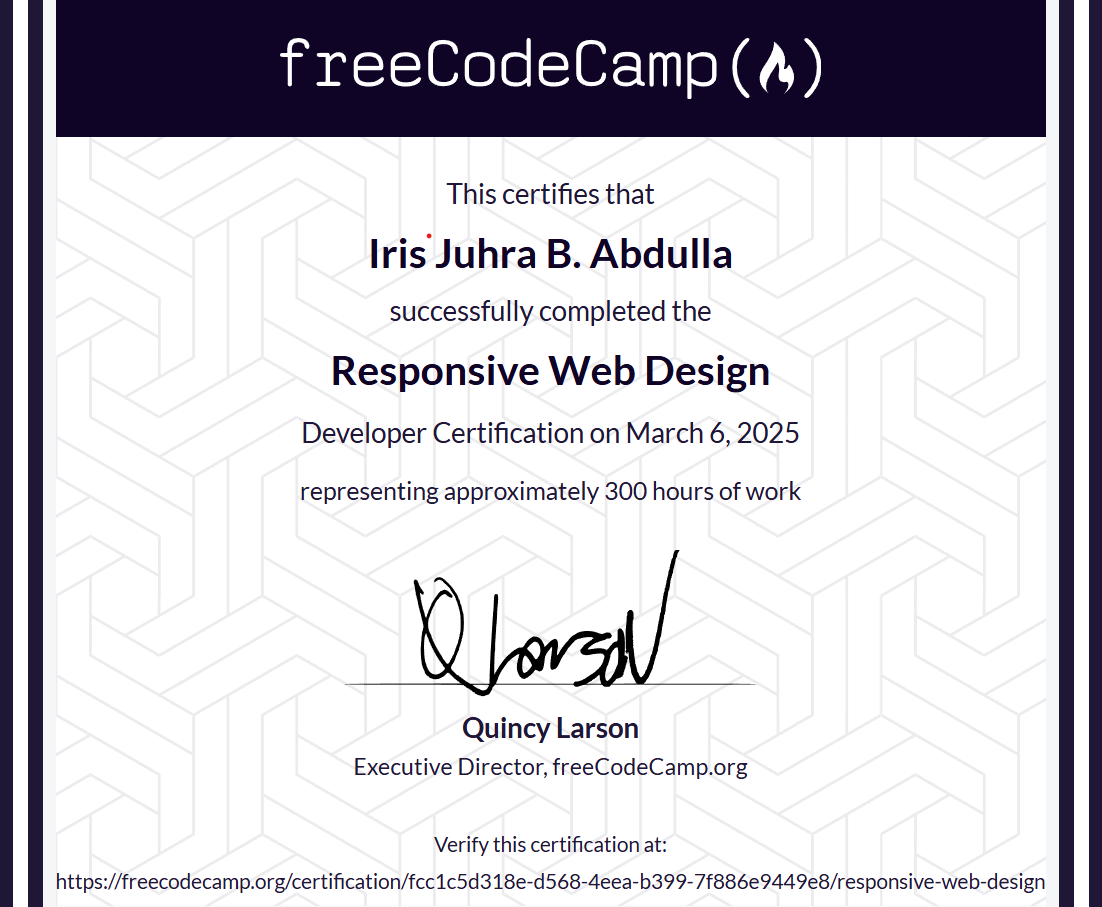 freeCodeCamp
This certifies that
Iris Juhra B. Abdulla
successfully completed the
Responsive Web Design
Developer Certification on March 6, 2025
representing approximately 300 hours of work
Q Larson
Quincy Larson
Executive Director, freeCodeCamp.org
Verify this certification at:
https://freecodecamp.org/certification/fcc1c5d318e-d568-4eea-b399-7f886e9449e8/responsive-web-design